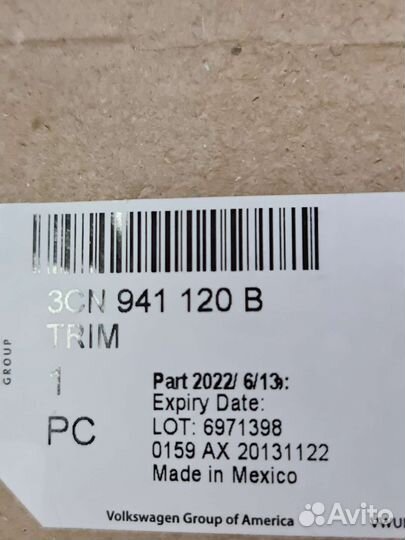 3CN 941 120 B
TRIM
1
PC
Part 2022/ 6/13
Expiry Date:
LOT: 6971398
0159 AX 20131122
Made in Mexico
GROUP
Volkswagen Group of America
Avito